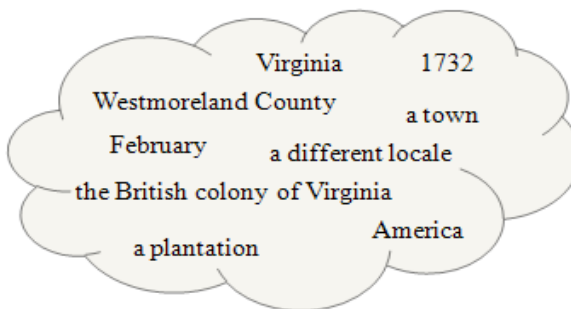 Virginia 1732
Westmoreland County
a town
February
a different locale
the British colony of Virginia
America
a plantation